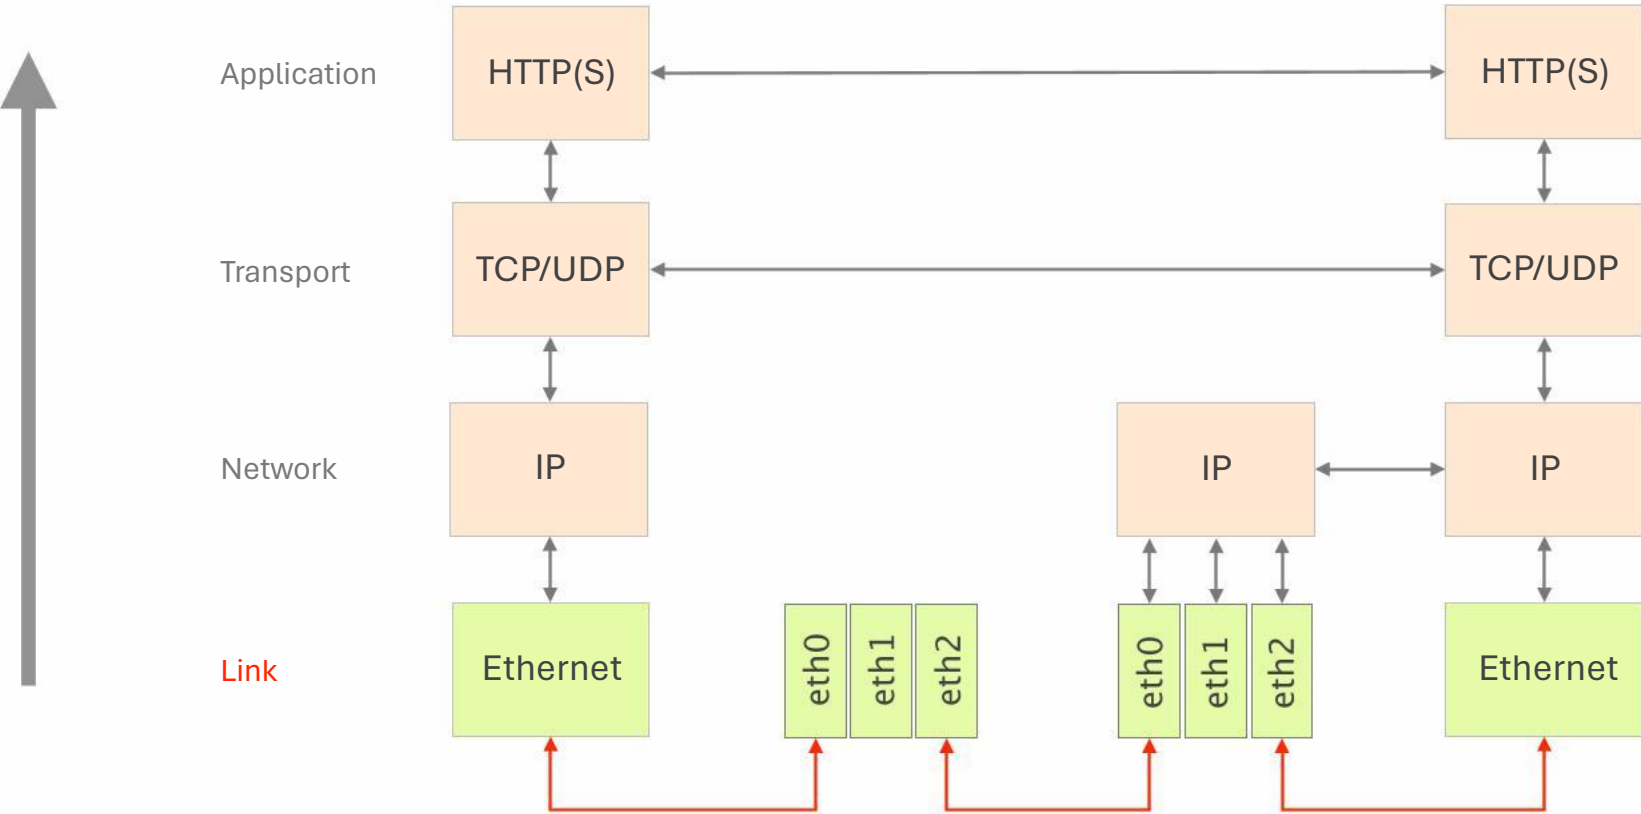 Application
HTTP(S)
HTTP(S)
Transport
TCP/UDP
TCP/UDP
Network
IP
IP
IP
Link
Ethernet
eth0
eth1
eth2
eth0
eth1
eth2
Ethernet